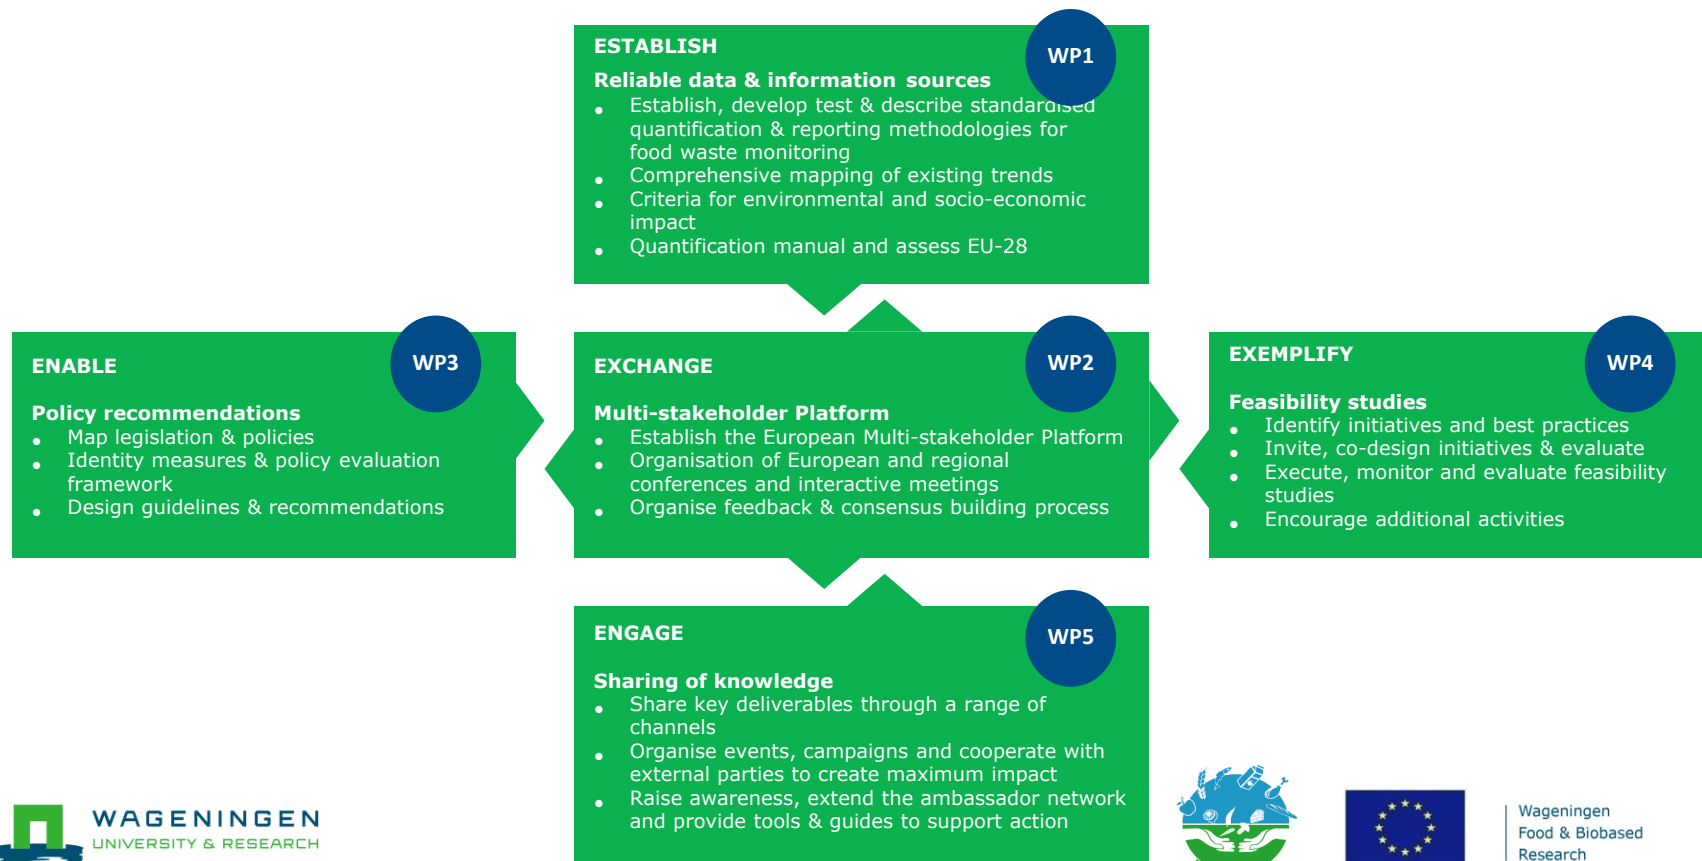 ESTABLISH
WP1
Reliable data & information sources
• Establish, develop test & describe standardised
quantification & reporting methodologies for
food waste monitoring
• Comprehensive mapping of existing trends
• Criteria for environmental and socio-economic
impact
• Quantification manual and assess EU-28
ENABLE
WP3
Policy recommendations
• Map legislation & policies
• Identity measures & policy evaluation
framework
• Design guidelines & recommendations
EXCHANGE
WP2
Multi-stakeholder Platform
• Establish the European Multi-stakeholder Platform
• Organisation of European and regional
conferences and interactive meetings
• Organise feedback & consensus building process
EXEMPLIFY
WP4
Feasibility studies
• Identify initiatives and best practices
• Invite, co-design initiatives & evaluate
• Execute, monitor and evaluate feasibility
studies
• Encourage additional activities
ENGAGE
WP5
Sharing of knowledge
• Share key deliverables through a range of
channels
• Organise events, campaigns and cooperate with
external parties to create maximum impact
• Raise awareness, extend the ambassador network
and provide tools & guides to support action
WAGENINGEN
UNIVERSITY & RESEARCH
Wageningen
Food & Biobased
Research